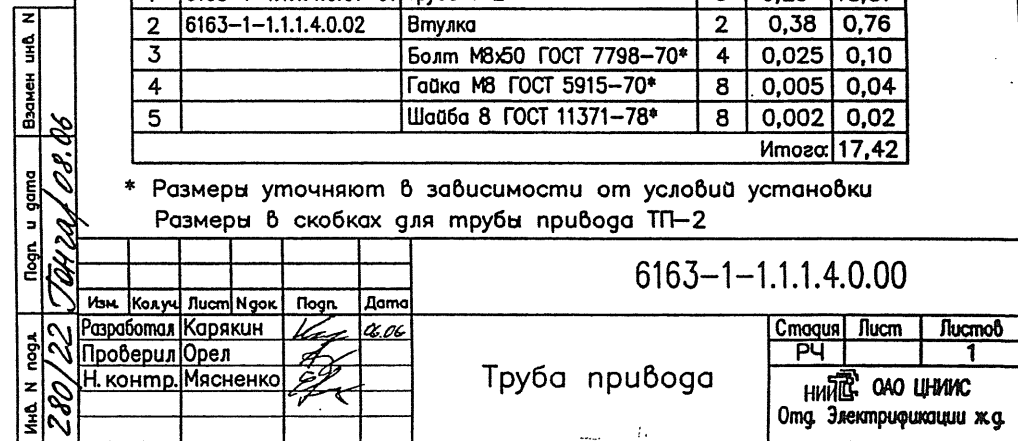 2 6163-1-1.1.1.4.0.02 Втулка 2 0,38 0,76
3 Болт М8х50 ГОСТ 7798-70* 4 0,025 0,10
4 Гайка М8 ГОСТ 5915-70* 8 0,005 0,04
5 Шайба 8 ГОСТ 11371-78* 8 0,002 0,02
Итого: 17,42
* Размеры уточняют в зависимости от условий установки
Размеры в скобках для трубы привода ТП-2
Взамен инв. N
Подп. и дата
Инв. N подл.
280/22
08.06
6163-1-1.1.1.4.0.00
Изм. Кол.уч Лист Nдок. Подп. Дата
Разработал Карякин 06.06
Проверил Орел
Н. контр. Мясненко
Труба привода
Стадия Лист Листов
РЧ 1
ОАО ЦНИИС
Отд. Электрификации ж.д.